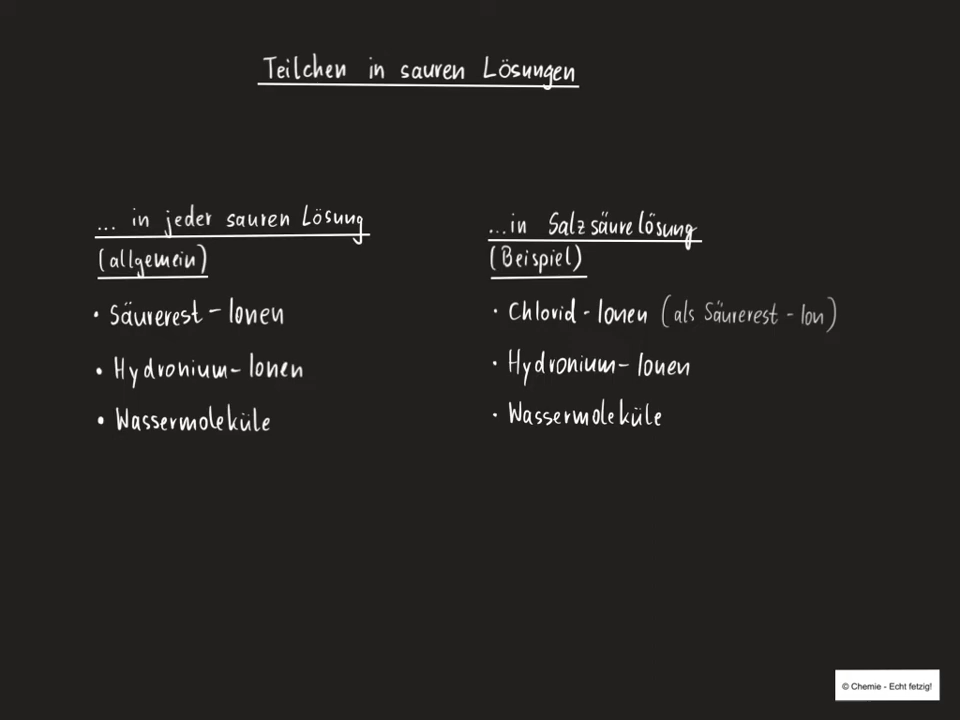 Teilchen in sauren Lösungen
... in jeder sauren Lösung
(allgemein)
• Säurerest-Ionen
• Hydronium-Ionen
• Wassermoleküle
...in Salzsäurelösung
(Beispiel)
• Chlorid-Ionen (als Säurerest-Ion)
• Hydronium-Ionen
• Wassermoleküle
© Chemie - Echt fetzig!